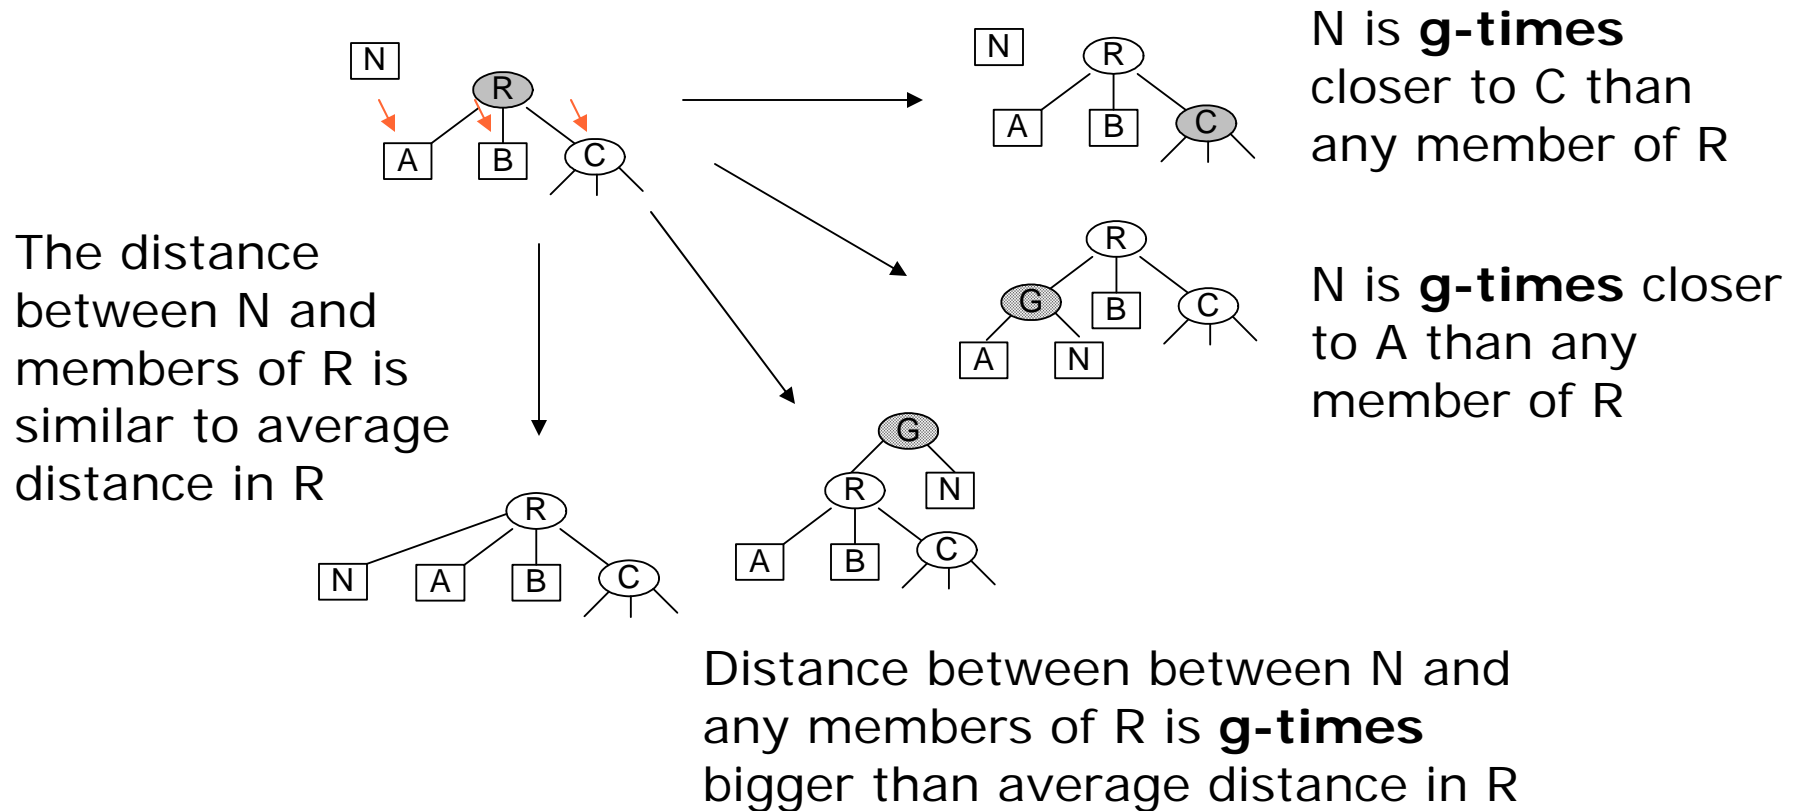 N
R
A
B
C
N
R
A
B
C
N is g-times
closer to C than
any member of R
R
G
B
C
A
N
N is g-times closer
to A than any
member of R
The distance
between N and
members of R is
similar to average
distance in R
G
R
N
A
B
C
R
N
A
B
C
Distance between between N and
any members of R is g-times
bigger than average distance in R